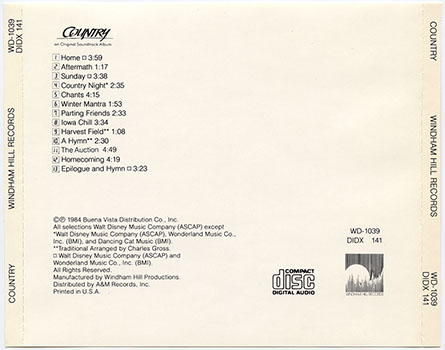 COUNTRY
an Original Soundtrack Album
1 Home □ 3:59
2 Aftermath 1:17
3 Sunday □ 3:38
4 Country Night* 2:35
5 Chants 4:15
6 Winter Mantra 1:53
7 Parting Friends 2:33
8 Iowa Chill 3:34
9 Harvest Field** 1:08
10 A Hymn** 2:30
11 The Auction 4:49
12 Homecoming 4:19
13 Epilogue and Hymn □ 3:23
©℗ 1984 Buena Vista Distribution Co., Inc.
All selections Walt Disney Music Company (ASCAP) except
*Walt Disney Music Company (ASCAP), Wonderland Music Co.,
Inc. (BMI), and Dancing Cat Music (BMI).
**Traditional Arranged by Charles Gross.
□ Walt Disney Music Company (ASCAP) and
Wonderland Music Co., Inc. (BMI).
All Rights Reserved.
Manufactured by Windham Hill Productions.
Distributed by A&M Records, Inc.
Printed in U.S.A.
COMPACT
disc
DIGITAL AUDIO
WD-1039
DIDX 141
WINDHAM HILL RECORDS
COUNTRY
WINDHAM HILL RECORDS
WD-1039
DIDX 141
COUNTRY
WINDHAM HILL RECORDS
WD-1039
DIDX 141